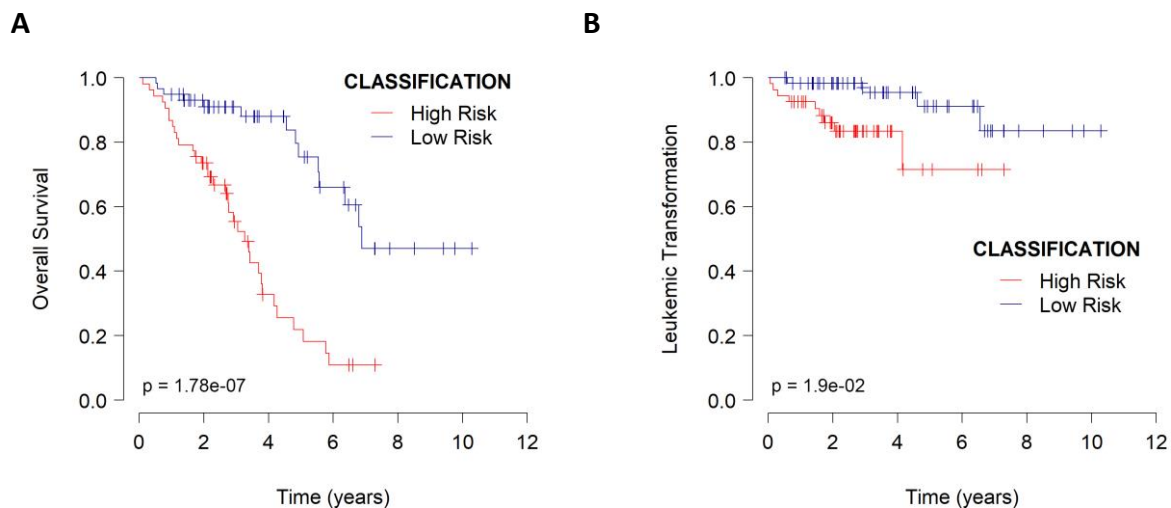 A
Overall Survival
1.0
0.8
0.6
0.4
0.2
0.0
CLASSIFICATION
High Risk
Low Risk
p = 1.78e-07
0 2 4 6 8 10 12
Time (years)
B
Leukemic Transformation
1.0
0.8
0.6
0.4
0.2
0.0
CLASSIFICATION
High Risk
Low Risk
p = 1.9e-02
0 2 4 6 8 10 12
Time (years)